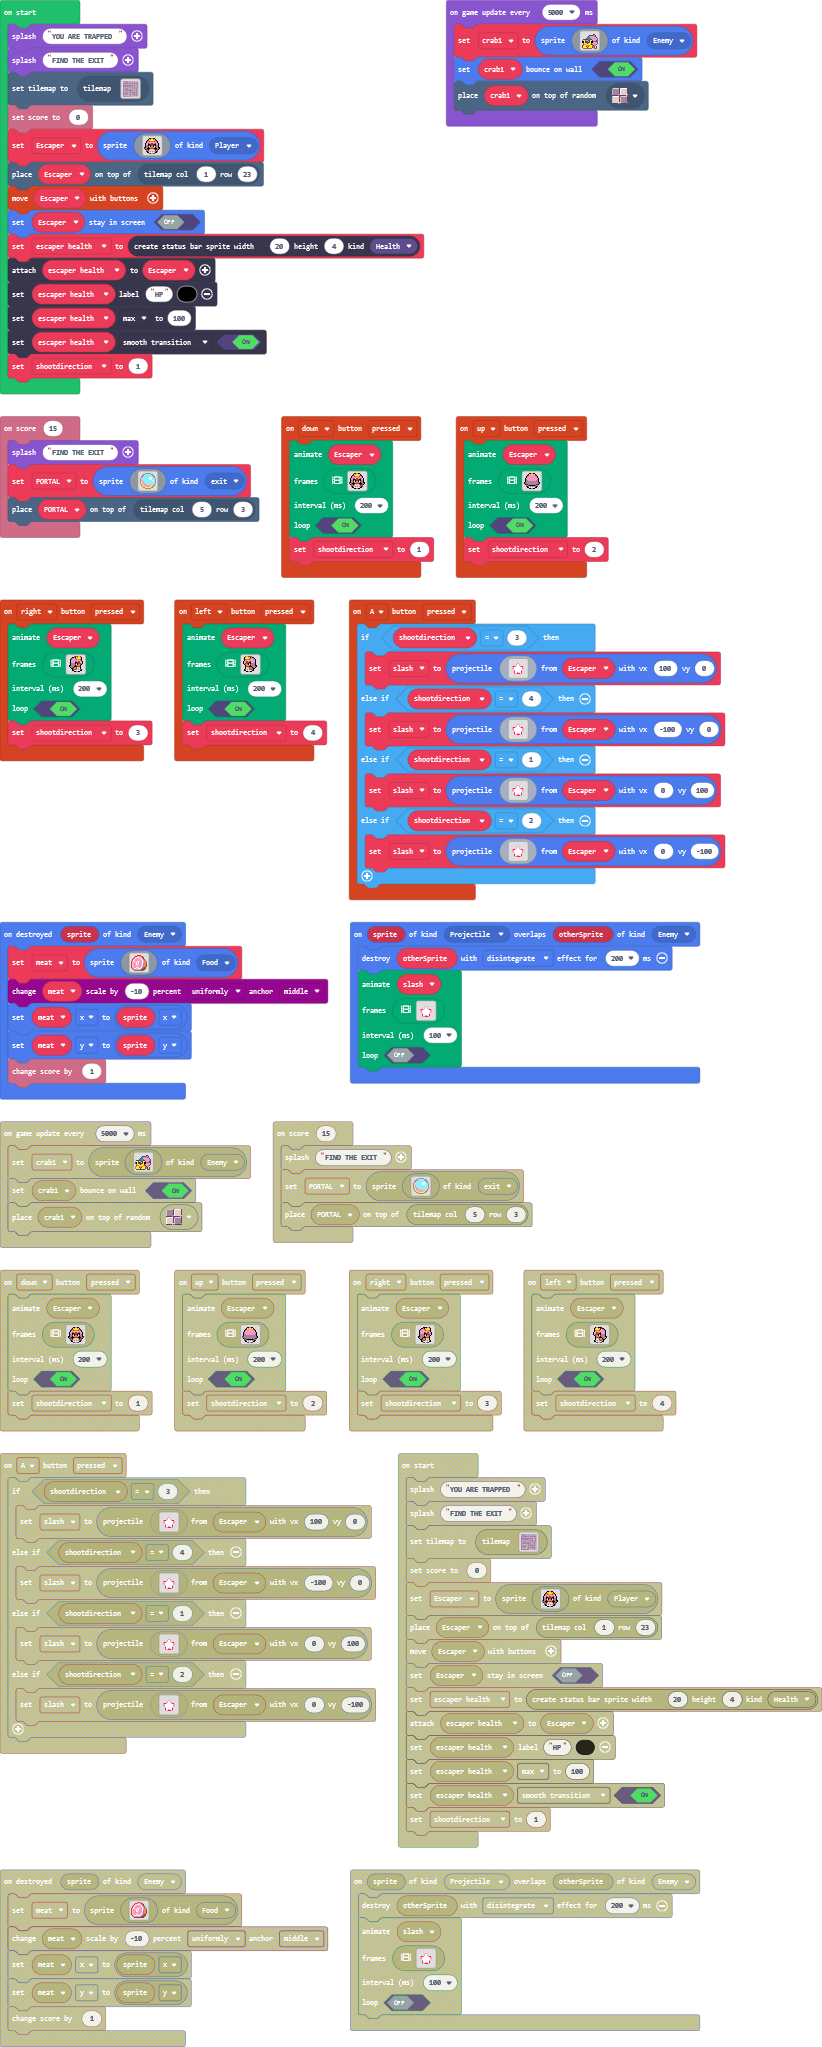 on start
splash "YOU ARE TRAPPED"
splash "FIND THE EXIT"
set tilemap to tilemap
set score to 0
set Escaper to sprite of kind Player
place Escaper on top of tilemap col 1 row 23
move Escaper with buttons
set Escaper stay in screen OFF
set escaper health to create status bar sprite width 20 height 4 kind Health
attach escaper health to Escaper
set escaper health label "HP"
set escaper health max to 100
set escaper health smooth transition ON
set shootdirection to 1
on game update every 5000 ms
set crab1 to sprite of kind Enemy
set crab1 bounce on wall ON
place crab1 on top of random
on score 15
splash "FIND THE EXIT"
set PORTAL to sprite of kind exit
place PORTAL on top of tilemap col 5 row 3
on down button pressed
animate Escaper
frames
interval (ms) 200
loop ON
set shootdirection to 1
on up button pressed
animate Escaper
frames
interval (ms) 200
loop ON
set shootdirection to 2
on right button pressed
animate Escaper
frames
interval (ms) 200
loop ON
set shootdirection to 3
on left button pressed
animate Escaper
frames
interval (ms) 200
loop ON
set shootdirection to 4
on A button pressed
if shootdirection = 3 then
set slash to projectile from Escaper with vx 100 vy 0
else if shootdirection = 4 then
set slash to projectile from Escaper with vx -100 vy 0
else if shootdirection = 1 then
set slash to projectile from Escaper with vx 0 vy 100
else if shootdirection = 2 then
set slash to projectile from Escaper with vx 0 vy -100
on destroyed sprite of kind Enemy
set meat to sprite of kind Food
change meat scale by -10 percent uniformly anchor middle
set meat x to sprite x
set meat y to sprite y
change score by 1
on sprite of kind Projectile overlaps otherSprite of kind Enemy
destroy otherSprite with disintegrate effect for 200 ms
animate slash
frames
interval (ms) 100
loop OFF
on game update every 5000 ms
set crab1 to sprite of kind Enemy
set crab1 bounce on wall ON
place crab1 on top of random
on score 15
splash "FIND THE EXIT"
set PORTAL to sprite of kind exit
place PORTAL on top of tilemap col 5 row 3
on down button pressed
animate Escaper
frames
interval (ms) 200
loop ON
set shootdirection to 1
on up button pressed
animate Escaper
frames
interval (ms) 200
loop ON
set shootdirection to 2
on right button pressed
animate Escaper
frames
interval (ms) 200
loop ON
set shootdirection to 3
on left button pressed
animate Escaper
frames
interval (ms) 200
loop ON
set shootdirection to 4
on A button pressed
if shootdirection = 3 then
set slash to projectile from Escaper with vx 100 vy 0
else if shootdirection = 4 then
set slash to projectile from Escaper with vx -100 vy 0
else if shootdirection = 1 then
set slash to projectile from Escaper with vx 0 vy 100
else if shootdirection = 2 then
set slash to projectile from Escaper with vx 0 vy -100
on start
splash "YOU ARE TRAPPED"
splash "FIND THE EXIT"
set tilemap to tilemap
set score to 0
set Escaper to sprite of kind Player
place Escaper on top of tilemap col 1 row 23
move Escaper with buttons
set Escaper stay in screen OFF
set escaper health to create status bar sprite width 20 height 4 kind Health
attach escaper health to Escaper
set escaper health label "HP"
set escaper health max to 100
set escaper health smooth transition ON
set shootdirection to 1
on destroyed sprite of kind Enemy
set meat to sprite of kind Food
change meat scale by -10 percent uniformly anchor middle
set meat x to sprite x
set meat y to sprite y
change score by 1
on sprite of kind Projectile overlaps otherSprite of kind Enemy
destroy otherSprite with disintegrate effect for 200 ms
animate slash
frames
interval (ms) 100
loop OFF